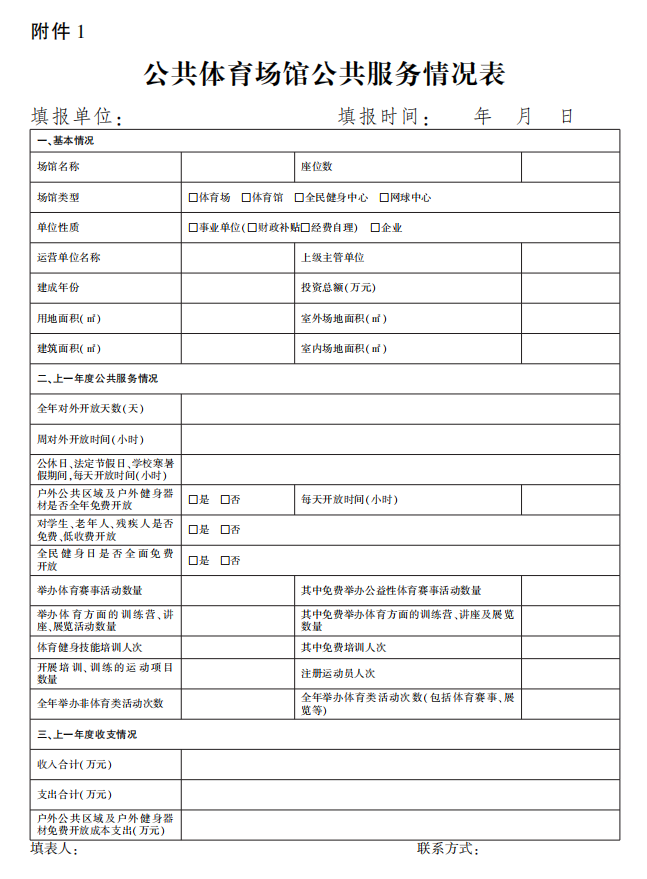 附件 1
公共体育场馆公共服务情况表
填报单位： 填报时间： 年 月 日
一、基本情况
场馆名称 座位数
场馆类型 □体育场 □体育馆 □全民健身中心 □网球中心
单位性质 □事业单位(□财政补贴□经费自理) □企业
运营单位名称 上级主管单位
建成年份 投资总额(万元)
用地面积(㎡) 室外场地面积(㎡)
建筑面积(㎡) 室内场地面积(㎡)
二、上一年度公共服务情况
全年对外开放天数(天)
周对外开放时间(小时)
公休日、法定节假日、学校寒暑
假期间,每天开放时间(小时)
户外公共区域及户外健身器
材是否全年免费开放
□是 □否 每天开放时间(小时)
对学生、老年人、残疾人是否
免费、低收费开放
□是 □否
全民健身日是否全面免费
开放
□是 □否
举办体育赛事活动数量 其中免费举办公益性体育赛事活动数量
举办体育方面的训练营、讲
座、展览活动数量
其中免费举办体育方面的训练营、讲座及展览
数量
体育健身技能培训人次 其中免费培训人次
开展培训、训练的运动项目
数量
注册运动员人次
全年举办非体育类活动次数
全年举办体育类活动次数(包括体育赛事、展
览等)
三、上一年度收支情况
收入合计(万元)
支出合计(万元)
户外公共区域及户外健身器
材免费开放成本支出(万元)
填表人： 联系方式：